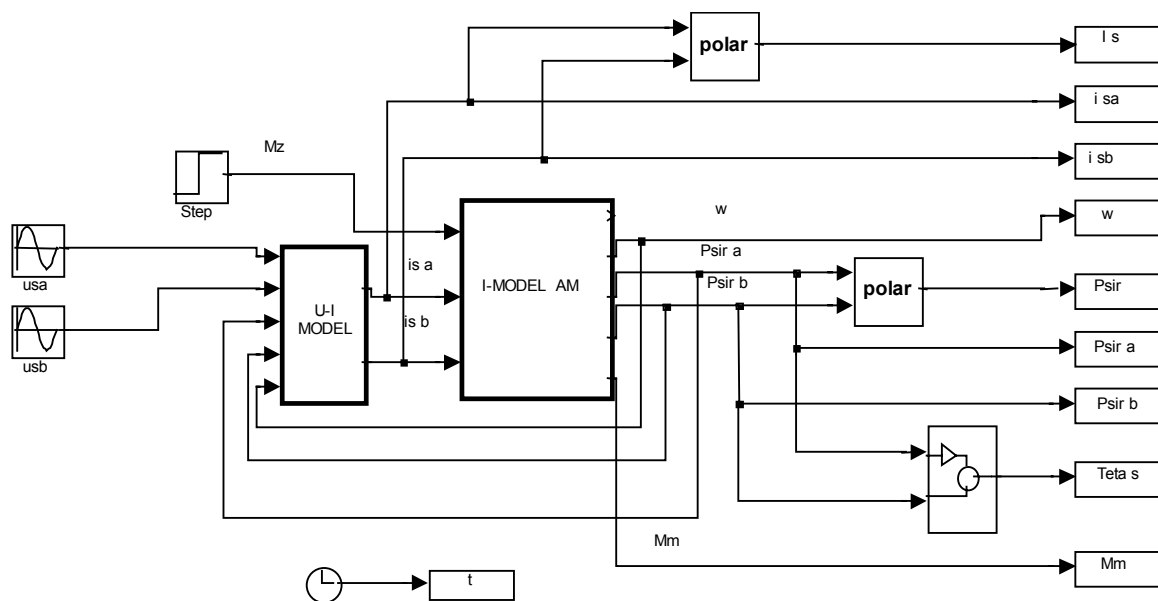 polar
I s
i sa
Mz
i sb
Step
w
w
Psir a
is a
usa
I-MODEL AM
Psir b
polar
Psir
U-I
MODEL
is b
usb
Psir a
Psir b
Teta s
Mm
Mm
t